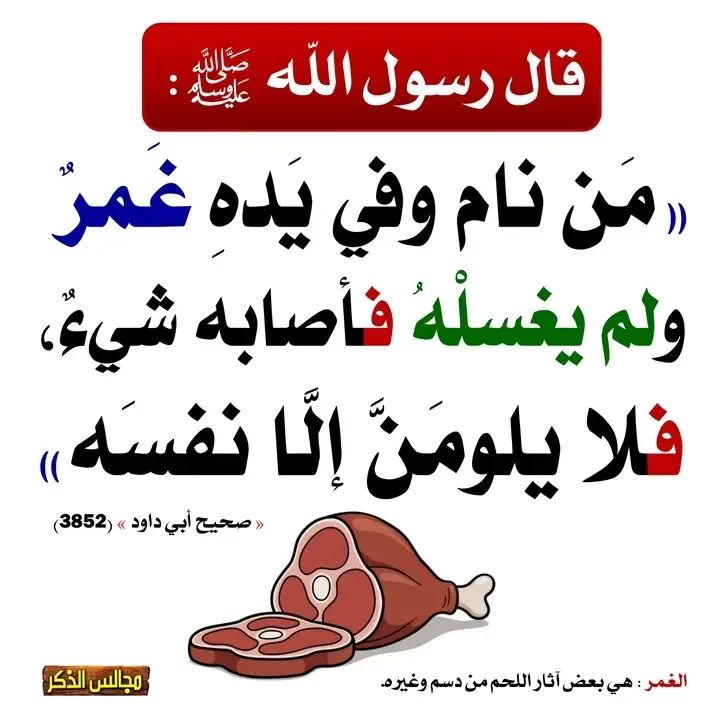 قال رسول الله ﷺ :
(( مَن نام وفي يَدهِ غَمرٌ
ولم يغسلْهُ فأصابه شيءٌ،
فلا يلومَنَّ إلَّا نفسَه ))
« صحيح أبي داود » (3852)
الغمر : هي بعض آثار اللحم من دسم وغيره.
مجالس الذكر